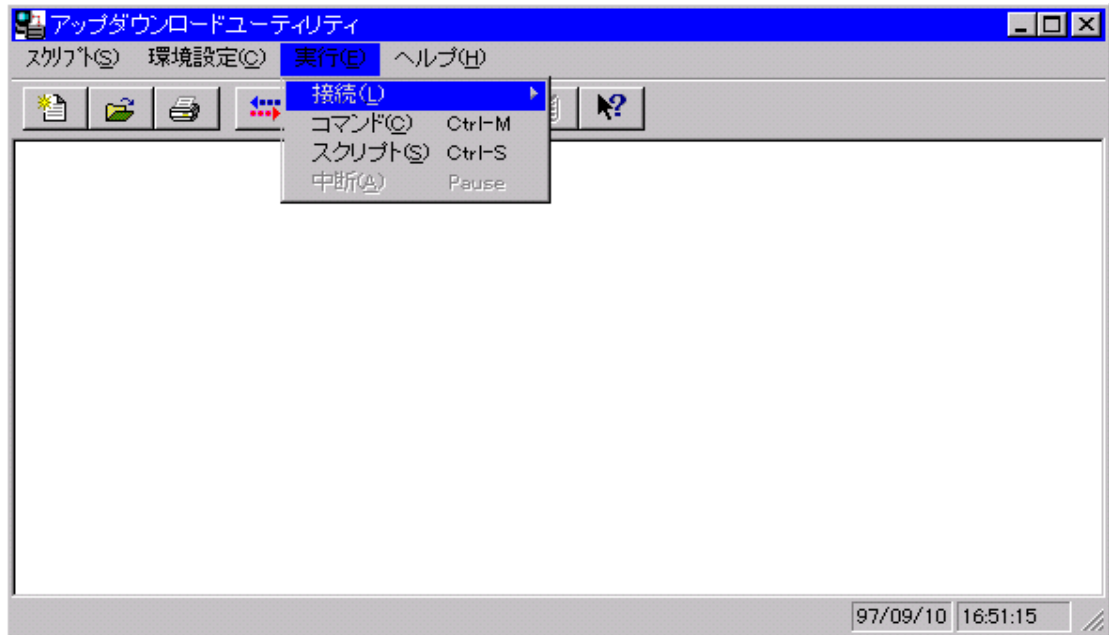 アップダウンロードユーティリティ
ｽｸﾘﾌﾟﾄ(S) 環境設定(C) 実行(E) ヘルプ(H)
接続(L)
コマンド(C) Ctrl-M
スクリプト(S) Ctrl-S
中断(A) Pause
97/09/10 16:51:15